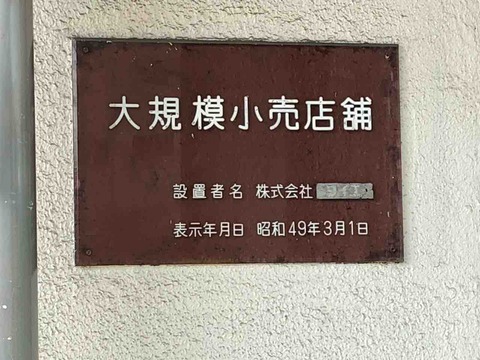 大規模小売店舗
設置者名 株式会社
表示年月日 昭和49年3月1日